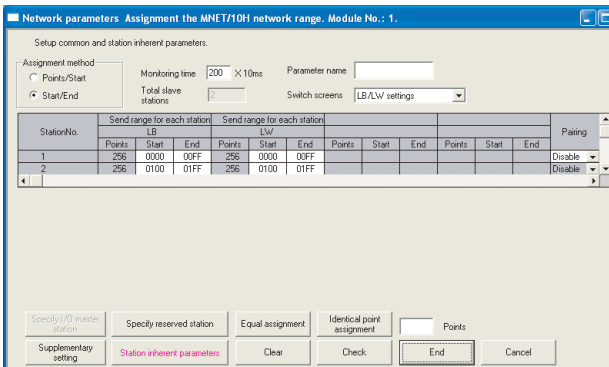 Network parameters Assignment the MNET/10H network range. Module No.: 1.
Setup common and station inherent parameters.
Assignment method
Points/Start
Start/End
Monitoring time 200 X10ms
Parameter name
Total slave stations 2
Switch screens LB/LW settings
StationNo. Send range for each station Send range for each station Pairing
LB LW
Points Start End Points Start End Points Start End Points Start End
1 256 0000 00FF 256 0000 00FF Disable
2 256 0100 01FF 256 0100 01FF Disable
Specify I/O master station
Specify reserved station
Equal assignment
Identical point assignment
Points
Supplementary setting
Station inherent parameters
Clear
Check
End
Cancel